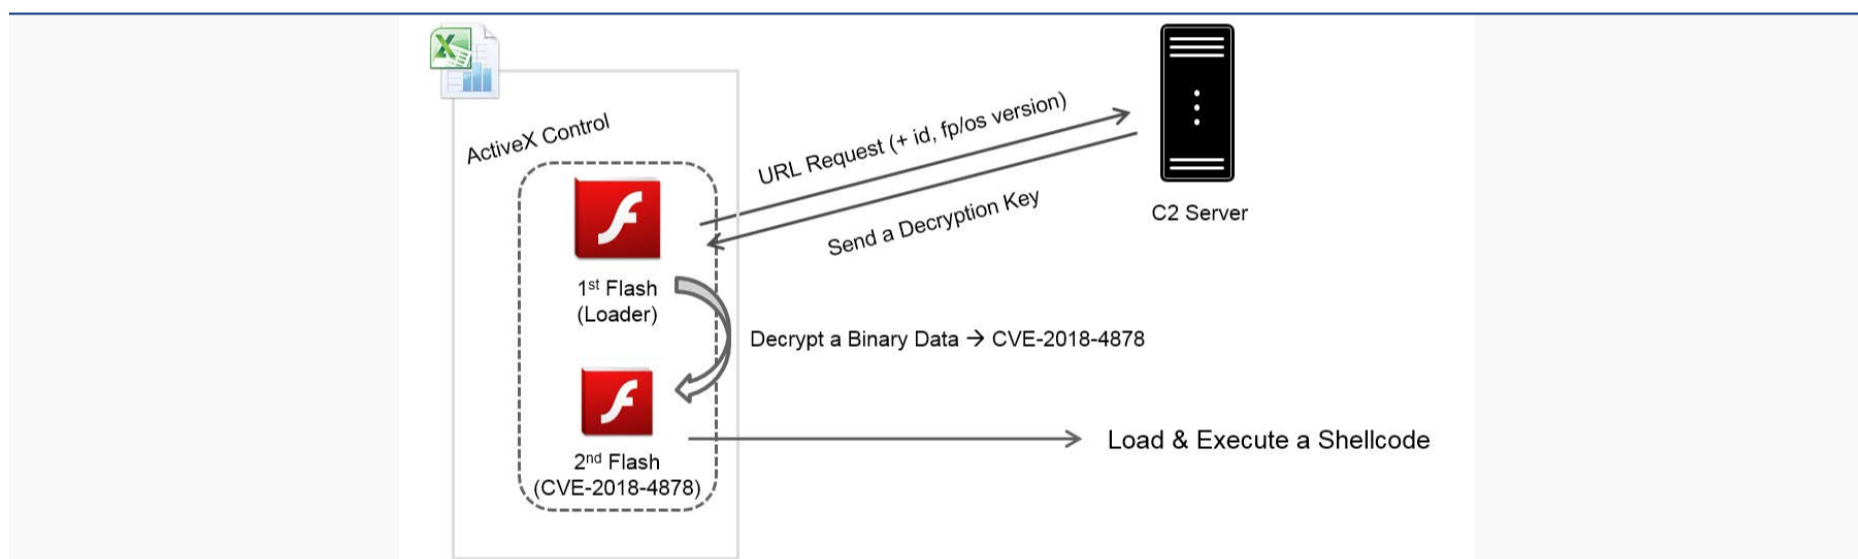 ActiveX Control
URL Request (+ id, fp/os version)
Send a Decryption Key
C2 Server
1st Flash
(Loader)
Decrypt a Binary Data → CVE-2018-4878
2nd Flash
(CVE-2018-4878)
Load & Execute a Shellcode